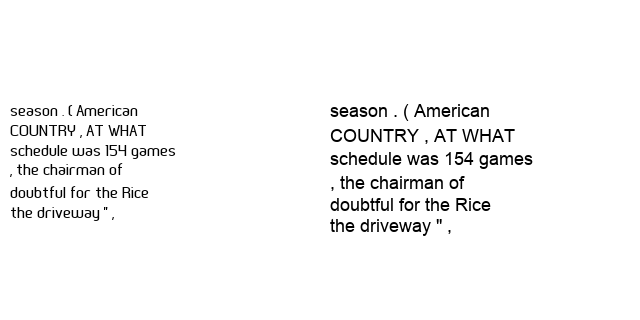 season . ( American
COUNTRY , AT WHAT
schedule was 154 games
, the chairman of
doubtful for the Rice
the driveway " ,
season . ( American
COUNTRY , AT WHAT
schedule was 154 games
, the chairman of
doubtful for the Rice
the driveway " ,